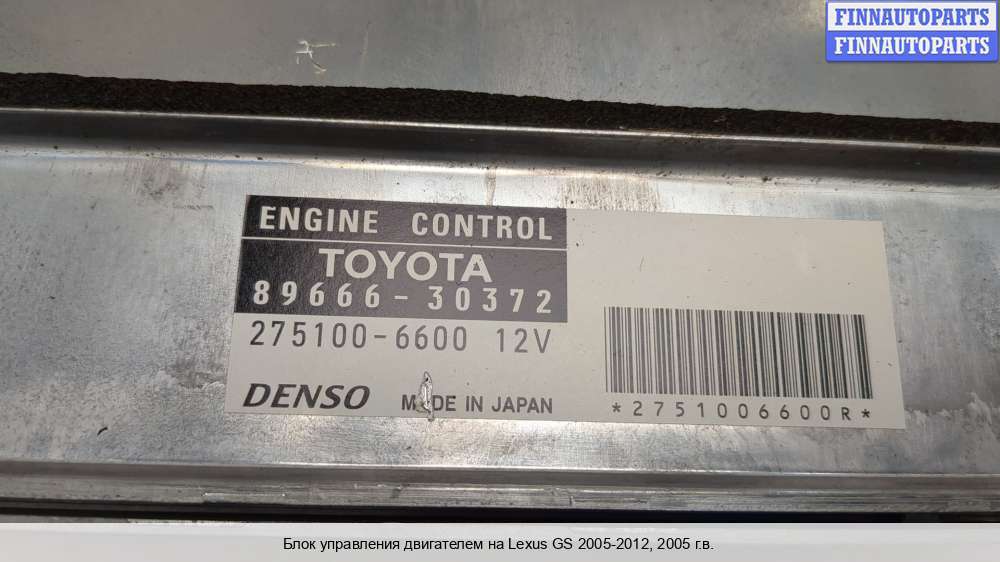 FINNAUTOPARTS
FINNAUTOPARTS
ENGINE CONTROL
TOYOTA
89666-30372
275100-6600 12V
DENSO MADE IN JAPAN
*2751006600R*
Блок управления двигателем на Lexus GS 2005-2012, 2005 г.в.